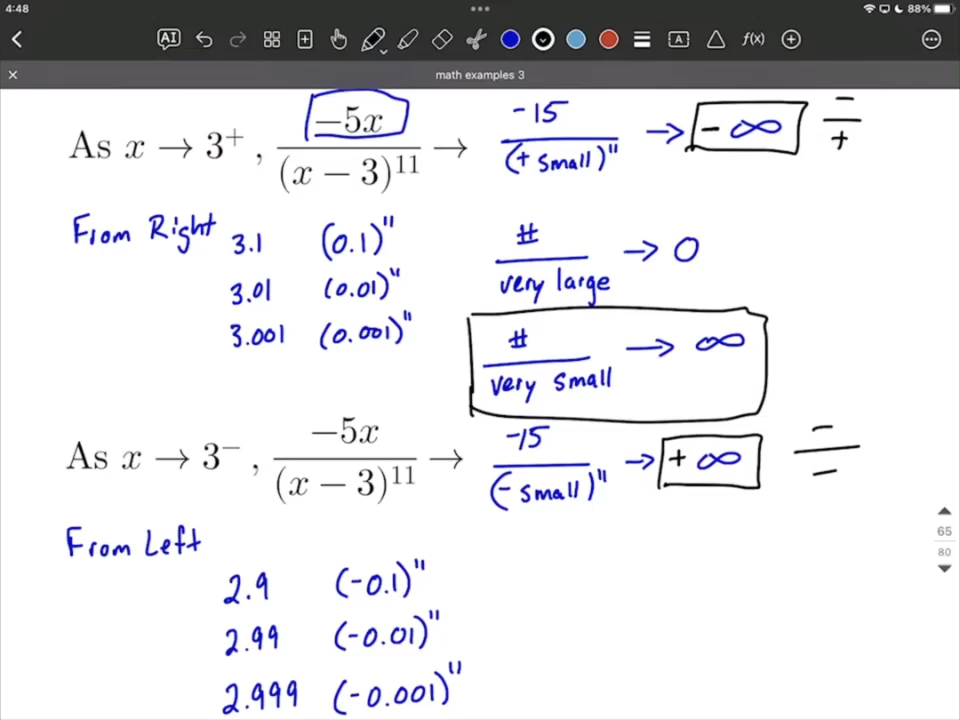 4:48 88%
AI A f(x)
× math examples 3
As x → 3⁺ , −5x / (x − 3)¹¹ → -15 / (+ small)¹¹ → - ∞ - / +
From Right
3.1 (0.1)¹¹
3.01 (0.01)¹¹
3.001 (0.001)¹¹
# / very large → 0
# / very small → ∞
As x → 3⁻ , −5x / (x − 3)¹¹ → -15 / (- small)¹¹ → + ∞ - / -
From Left
2.9 (-0.1)¹¹
2.99 (-0.01)¹¹
2.999 (-0.001)¹¹
65
80